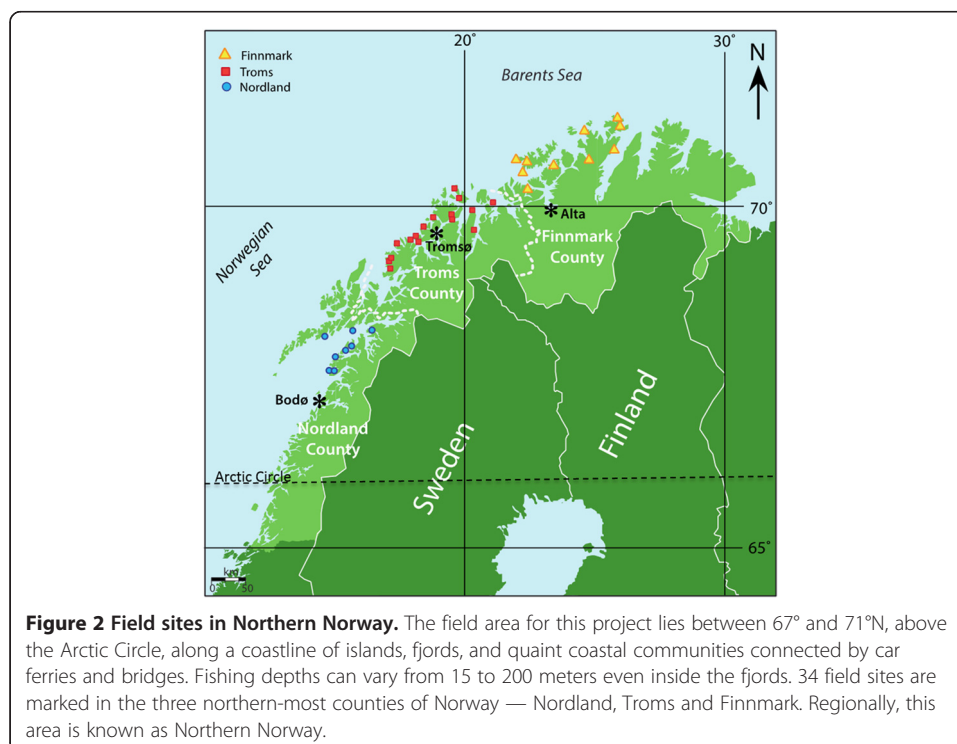 20°
30°
Finnmark
Troms
Nordland
Barents Sea
N
Norwegian
Sea
70°
Alta
Tromsø
Finnmark
County
Troms
County
Bodø
Nordland
County
Sweden
Finland
Arctic Circle
65°
km
0 50
Figure 2 Field sites in Northern Norway. The field area for this project lies between 67° and 71°N, above
the Arctic Circle, along a coastline of islands, fjords, and quaint coastal communities connected by car
ferries and bridges. Fishing depths can vary from 15 to 200 meters even inside the fjords. 34 field sites are
marked in the three northern-most counties of Norway — Nordland, Troms and Finnmark. Regionally, this
area is known as Northern Norway.